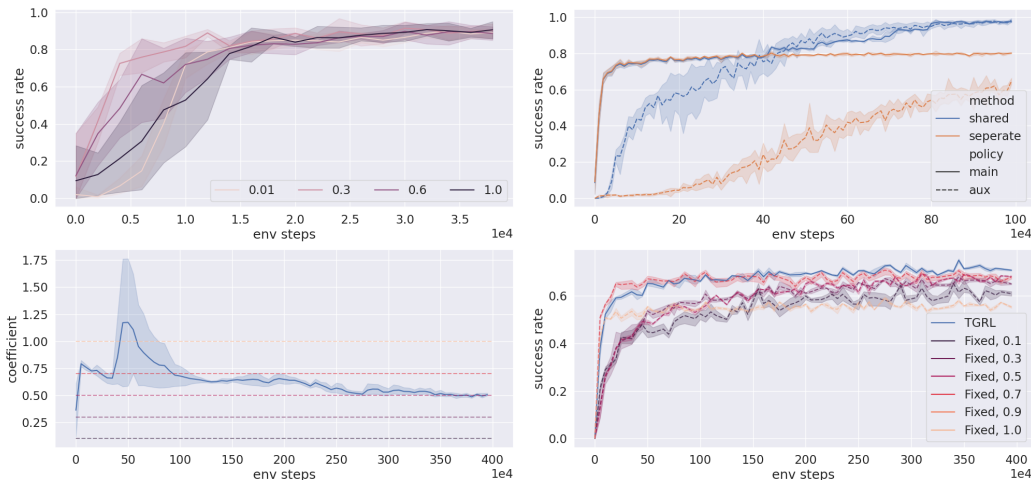 1.0
0.8
0.6
0.4
0.2
0.0
success rate
0.01 0.3 0.6 1.0
0.0 0.5 1.0 1.5 2.0 2.5 3.0 3.5
env steps
1e4
1.0
0.8
0.6
0.4
0.2
0.0
success rate
method
shared
seperate
policy
main
aux
0 20 40 60 80 100
env steps
1e4
1.75
1.50
1.25
1.00
0.75
0.50
0.25
coefficient
0 50 100 150 200 250 300 350 400
env steps
1e4
0.6
0.4
0.2
0.0
success rate
TGRL
Fixed, 0.1
Fixed, 0.3
Fixed, 0.5
Fixed, 0.7
Fixed, 0.9
Fixed, 1.0
0 50 100 150 200 250 300 350 400
env steps
1e4